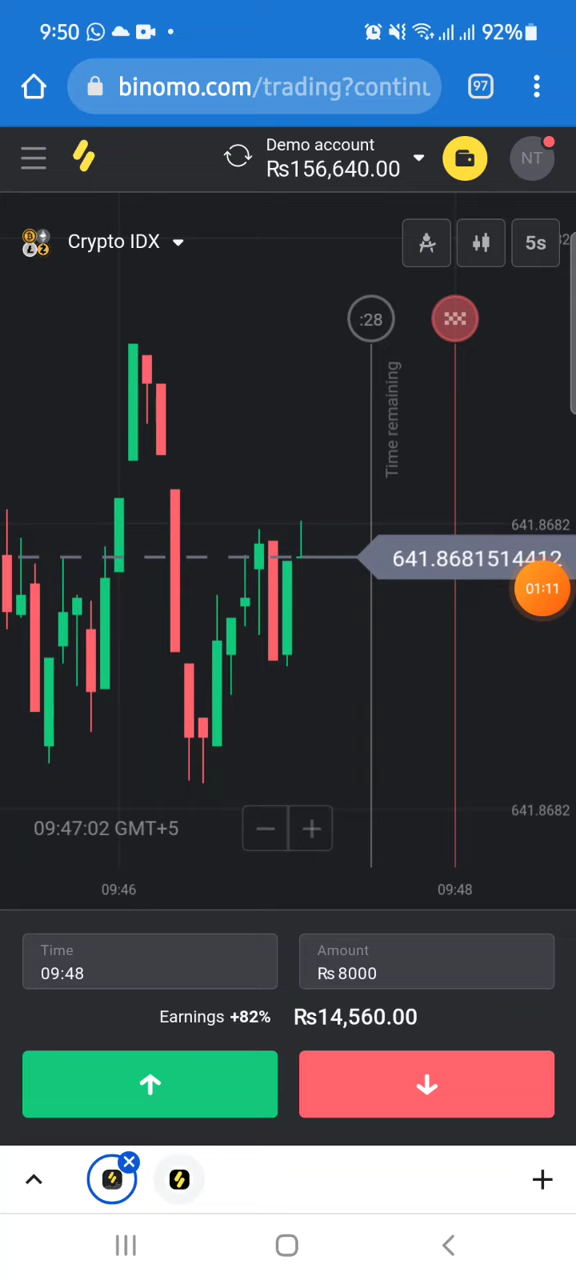 9:50
92%
binomo.com/trading?continu
97
Demo account
Rs156,640.00
NT
Crypto IDX
5s
:28
Time remaining
641.8682
641.8681514412
01:11
641.8682
09:47:02 GMT+5
09:46
09:48
Time
09:48
Amount
Rs 8000
Earnings +82%
Rs14,560.00